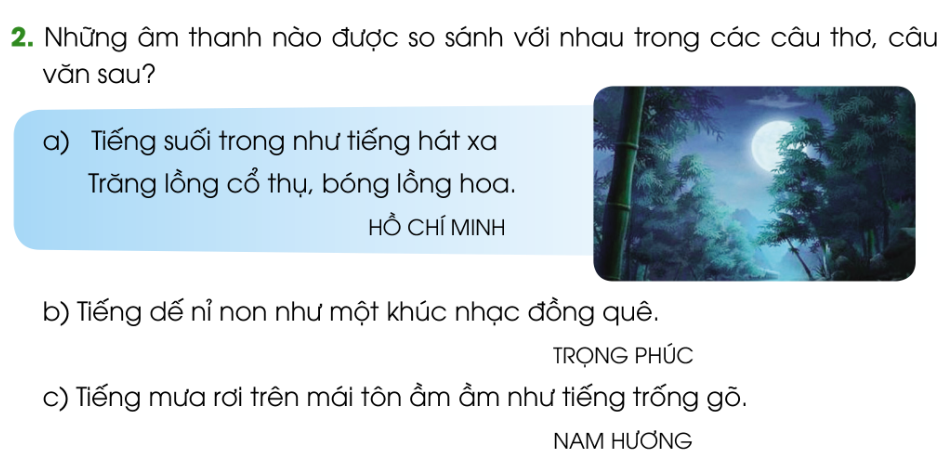 2. Những âm thanh nào được so sánh với nhau trong các câu thơ, câu
văn sau?
a) Tiếng suối trong như tiếng hát xa
Trăng lồng cổ thụ, bóng lồng hoa.
HỒ CHÍ MINH
b) Tiếng dế nỉ non như một khúc nhạc đồng quê.
TRỌNG PHÚC
c) Tiếng mưa rơi trên mái tôn ầm ầm như tiếng trống gõ.
NAM HƯƠNG